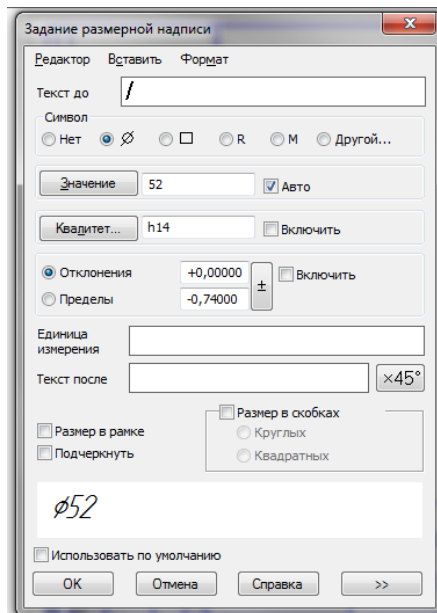 Задание размерной надписи
Редактор Вставить Формат
Текст до /
Символ
Нет Ø □ R M Другой...
Значение 52 Авто
Квалитет... h14 Включить
Отклонения +0,00000 ± Включить
Пределы -0,74000
Единица
измерения
Текст после ×45°
Размер в скобках
Размер в рамке Круглых
Подчеркнуть Квадратных
ø52
Использовать по умолчанию
OK Отмена Справка >>